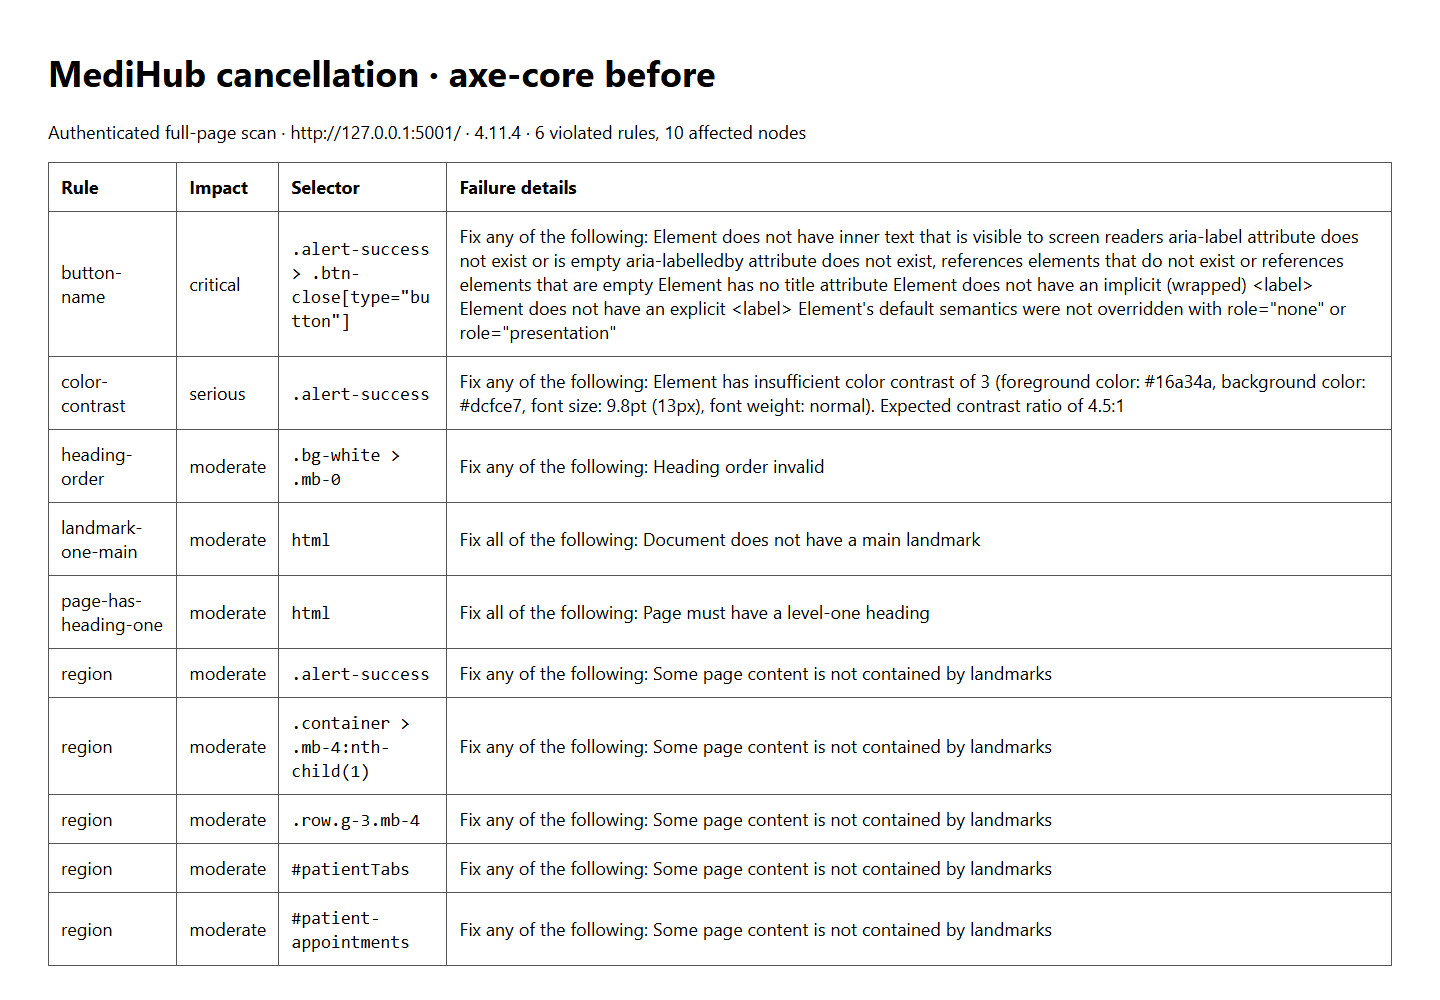 MediHub cancellation · axe-core before
Authenticated full-page scan · http://127.0.0.1:5001/ · 4.11.4 · 6 violated rules, 10 affected nodes
Rule Impact Selector Failure details
button-
name
critical
.alert-success
> .btn-
close[type="bu
tton"]
Fix any of the following: Element does not have inner text that is visible to screen readers aria-label attribute does
not exist or is empty aria-labelledby attribute does not exist, references elements that do not exist or references
elements that are empty Element has no title attribute Element does not have an implicit (wrapped) <label>
Element does not have an explicit <label> Element's default semantics were not overridden with role="none" or
role="presentation"
color-
contrast
serious
.alert-success
Fix any of the following: Element has insufficient color contrast of 3 (foreground color: #16a34a, background color:
#dcfce7, font size: 9.8pt (13px), font weight: normal). Expected contrast ratio of 4.5:1
heading-
order
moderate
.bg-white >
.mb-0
Fix any of the following: Heading order invalid
landmark-
one-main
moderate
html
Fix all of the following: Document does not have a main landmark
page-has-
heading-one
moderate
html
Fix all of the following: Page must have a level-one heading
region moderate .alert-success Fix any of the following: Some page content is not contained by landmarks
region
moderate
.container >
.mb-4:nth-
child(1)
Fix any of the following: Some page content is not contained by landmarks
region moderate .row.g-3.mb-4 Fix any of the following: Some page content is not contained by landmarks
region moderate #patientTabs Fix any of the following: Some page content is not contained by landmarks
region
moderate
#patient-
appointments
Fix any of the following: Some page content is not contained by landmarks